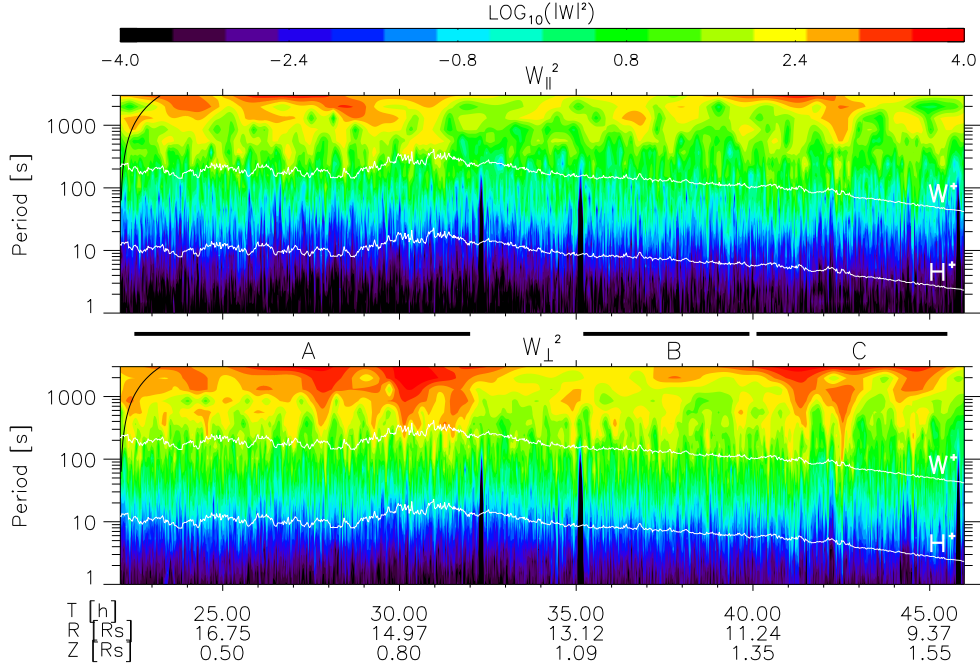 LOG₁₀(|W|²)
−4.0 −2.4 −0.8 0.8 2.4 4.0
W∥²
Period [s]
1000
100
10
1
W⁺
H⁺
A W⊥² B C
Period [s]
1000
100
10
1
W⁺
H⁺
T [h] 25.00 30.00 35.00 40.00 45.00
R [Rs] 16.75 14.97 13.12 11.24 9.37
Z [Rs] 0.50 0.80 1.09 1.35 1.55